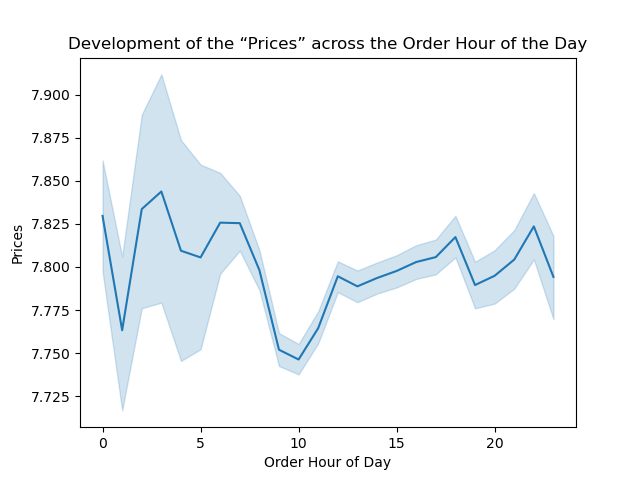 Development of the “Prices” across the Order Hour of the Day
7.900
7.875
7.850
7.825
7.800
7.775
7.750
7.725
Prices
0 5 10 15 20
Order Hour of Day